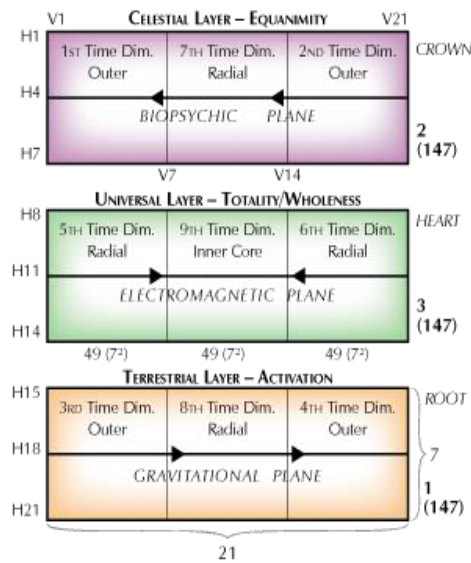 V1 CELESTIAL LAYER – EQUANIMITY V21
H1
1ST Time Dim. 7TH Time Dim. 2ND Time Dim. CROWN
Outer Radial Outer
H4
BIOPSYCHIC PLANE
2
(147)
H7
V7 V14
UNIVERSAL LAYER – TOTALITY/WHOLENESS
H8
5TH Time Dim. 9TH Time Dim. 6TH Time Dim. HEART
Radial Inner Core Radial
H11
ELECTROMAGNETIC PLANE
3
(147)
H14
49 (7²) 49 (7²) 49 (7²)
TERRESTRIAL LAYER – ACTIVATION
H15
3RD Time Dim. 8TH Time Dim. 4TH Time Dim. ROOT
Outer Radial Outer
H18 7
GRAVITATIONAL PLANE
1
(147)
H21
21